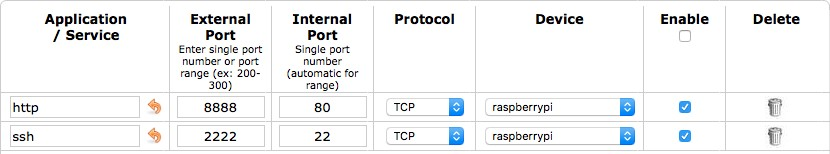 Application / Service
External Port
Enter single port number or port range (ex: 200-300)
Internal Port
Single port number (automatic for range)
Protocol
Device
Enable
Delete
http
8888
80
TCP
raspberrypi
ssh
2222
22
TCP
raspberrypi